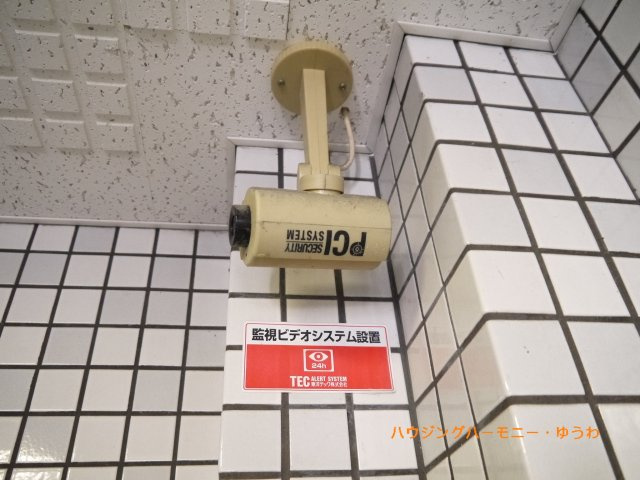 PCI SECURITY
SYSTEM
監視ビデオシステム設置
24h
TEC ALERT SYSTEM
ハウジングハーモニー・ゆうわ